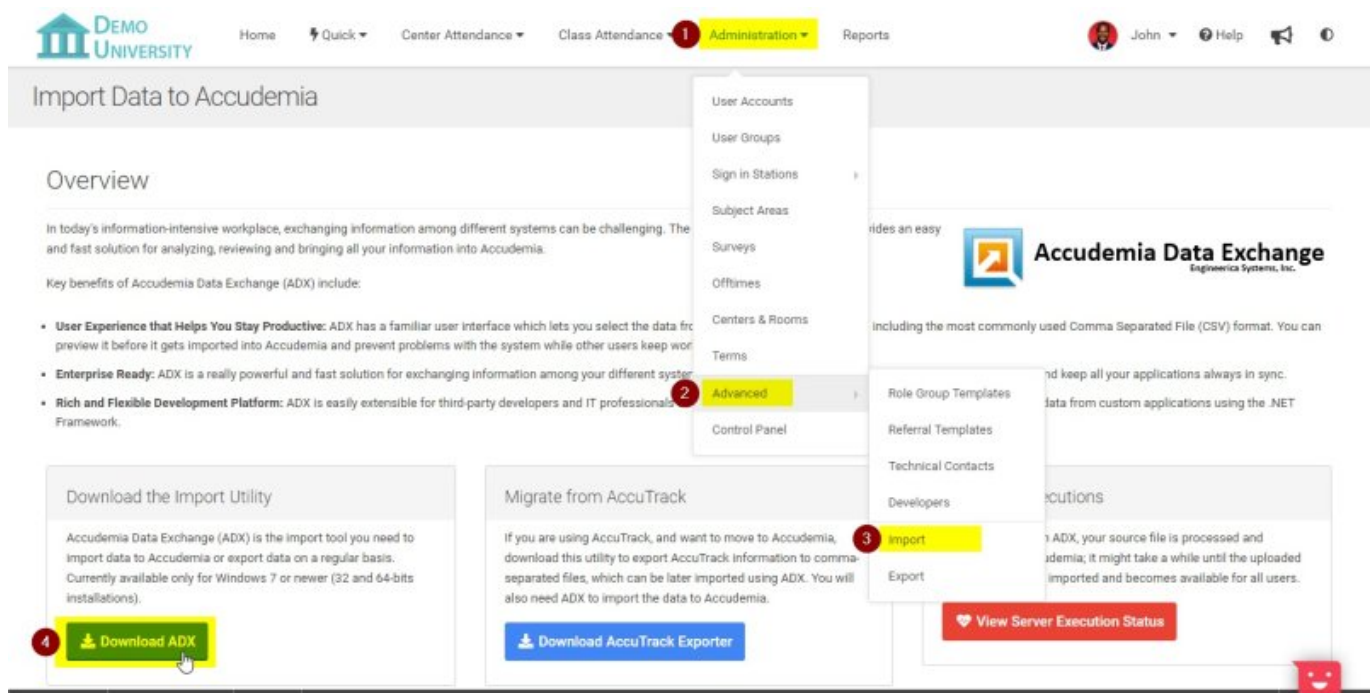 DEMO UNIVERSITY
Home Quick Center Attendance Class Attendance 1 Administration Reports John Help
Import Data to Accudemia
User Accounts
User Groups
Sign in Stations
Subject Areas
Surveys
Offtimes
Centers & Rooms
Terms
2 Advanced
Control Panel
Role Group Templates
Referral Templates
Technical Contacts
Developers
3 Import
Export
Overview
In today's information-intensive workplace, exchanging information among different systems can be challenging. The
ides an easy
and fast solution for analyzing, reviewing and bringing all your information into Accudemia.
Accudemia Data Exchange
Engineerica Systems, Inc.
Key benefits of Accudemia Data Exchange (ADX) include:
• User Experience that Helps You Stay Productive: ADX has a familiar user interface which lets you select the data
including the most commonly used Comma Separated File (CSV) format. You can
preview it before it gets imported into Accudemia and prevent problems with the system while other users keep
• Enterprise Ready: ADX is a really powerful and fast solution for exchanging information among your different
keep all your applications always in sync.
• Rich and Flexible Development Platform: ADX is easily extensible for third-party developers and IT professionals
data from custom applications using the .NET
Framework.
Download the Import Utility
Accudemia Data Exchange (ADX) is the import tool you need to
import data to Accudemia or export data on a regular basis.
Currently available only for Windows 7 or newer (32 and 64-bits
installations).
4 Download ADX
Migrate from AccuTrack
If you are using AccuTrack, and want to move to Accudemia,
download this utility to export AccuTrack information to comma-
separated files, which can be later imported using ADX. You will
also need ADX to import the data to Accudemia.
Download AccuTrack Exporter
ecutions
ADX, your source file is processed and
udemia; it might take a while until the uploaded
imported and becomes available for all users.
View Server Execution Status